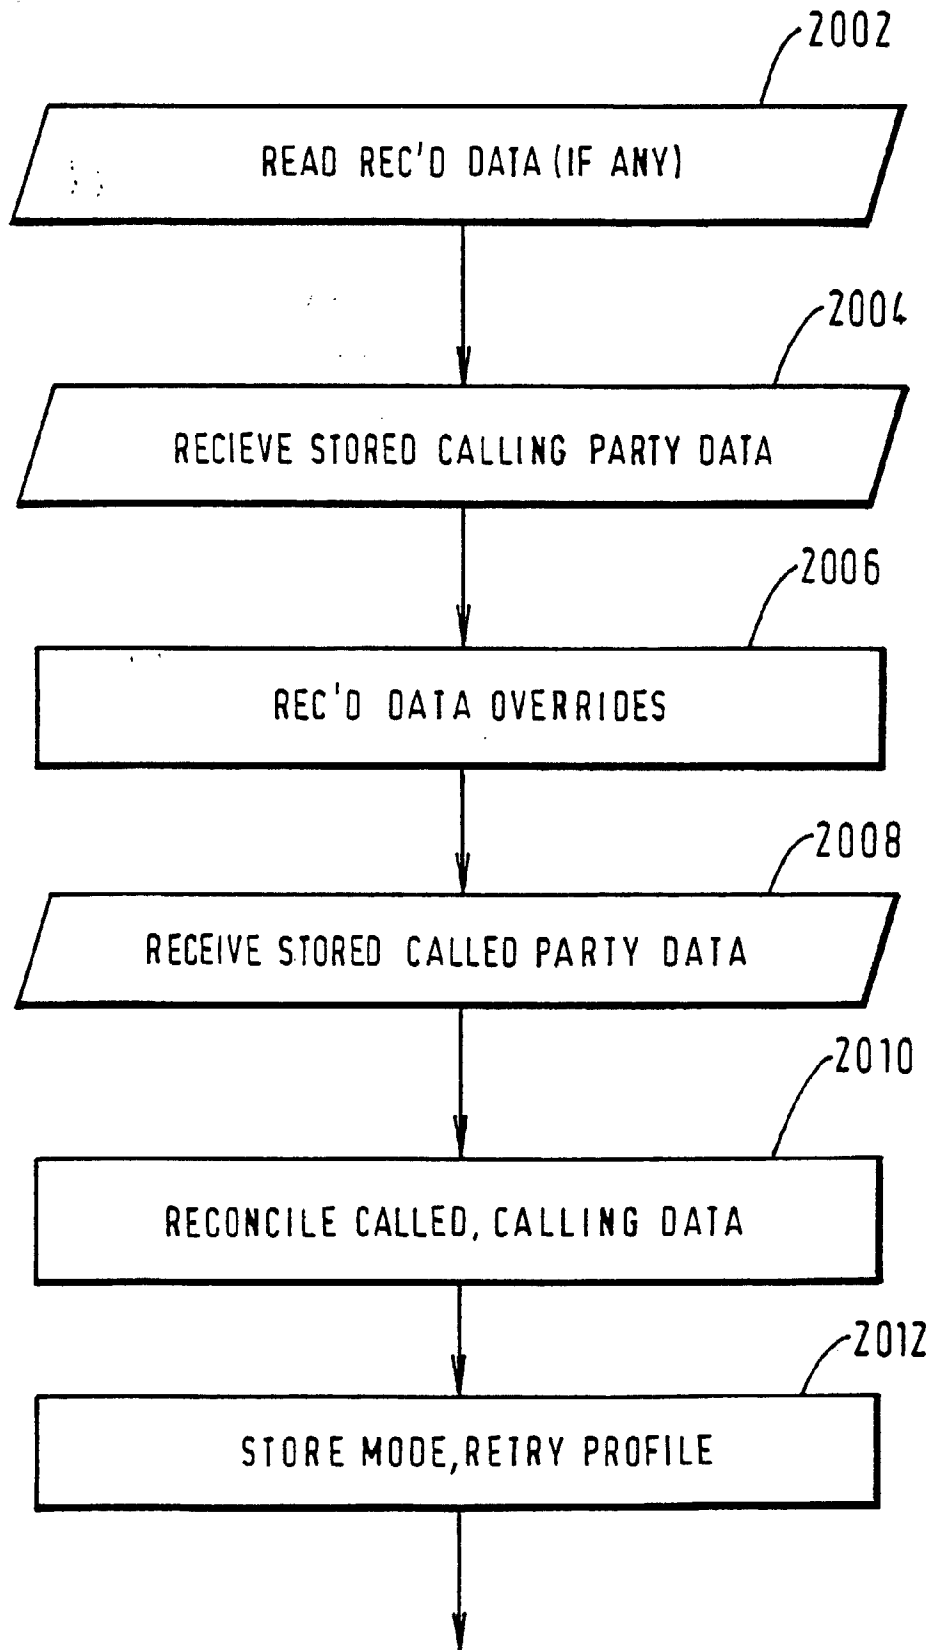 2002
READ REC'D DATA (IF ANY)
2004
RECIEVE STORED CALLING PARTY DATA
2006
REC'D DATA OVERRIDES
2008
RECEIVE STORED CALLED PARTY DATA
2010
RECONCILE CALLED, CALLING DATA
2012
STORE MODE, RETRY PROFILE